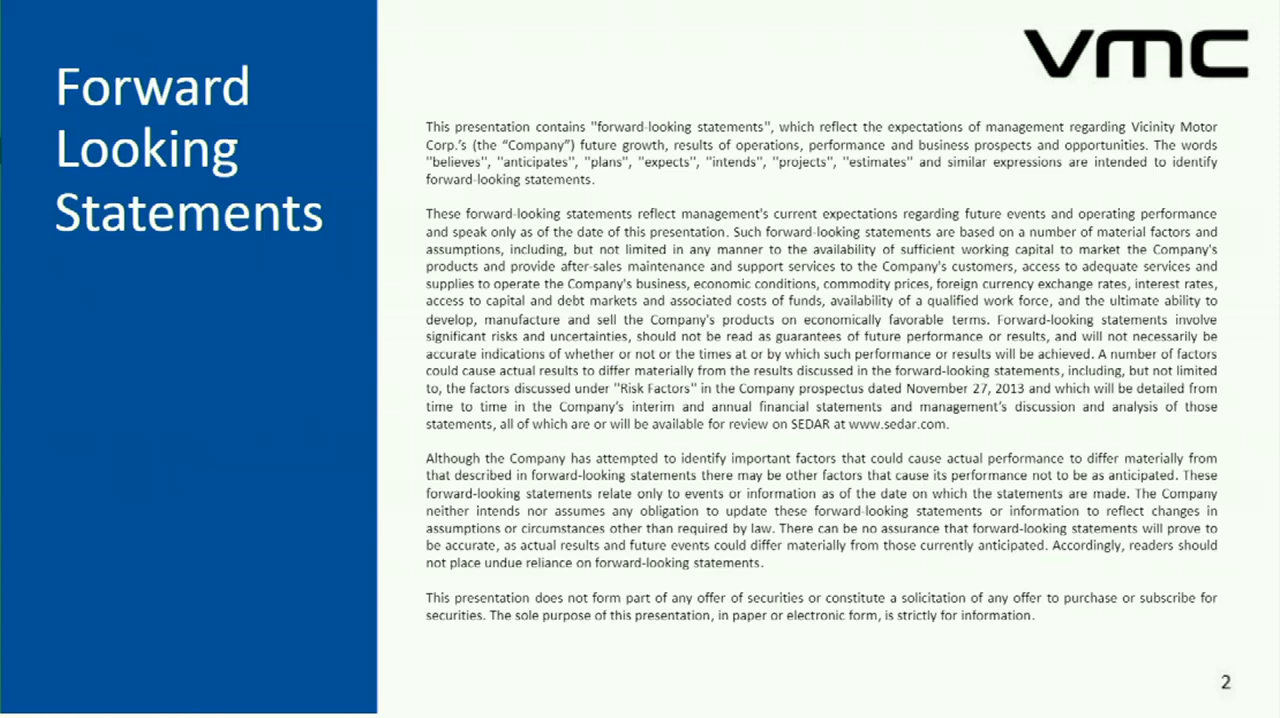 Forward
Looking
Statements
vmc
This presentation contains "forward-looking statements", which reflect the expectations of management regarding Vicinity Motor
Corp.'s (the “Company”) future growth, results of operations, performance and business prospects and opportunities. The words
"believes", "anticipates", "plans", "expects", "intends", "projects", "estimates" and similar expressions are intended to identify
forward-looking statements.
These forward-looking statements reflect management's current expectations regarding future events and operating performance
and speak only as of the date of this presentation. Such forward-looking statements are based on a number of material factors and
assumptions, including, but not limited in any manner to the availability of sufficient working capital to market the Company's
products and provide after-sales maintenance and support services to the Company's customers, access to adequate services and
supplies to operate the Company's business, economic conditions, commodity prices, foreign currency exchange rates, interest rates,
access to capital and debt markets and associated costs of funds, availability of a qualified work force, and the ultimate ability to
develop, manufacture and sell the Company's products on economically favorable terms. Forward-looking statements involve
significant risks and uncertainties, should not be read as guarantees of future performance or results, and will not necessarily be
accurate indications of whether or not or the times at or by which such performance or results will be achieved. A number of factors
could cause actual results to differ materially from the results discussed in the forward-looking statements, including, but not limited
to, the factors discussed under "Risk Factors" in the Company prospectus dated November 27, 2013 and which will be detailed from
time to time in the Company’s interim and annual financial statements and management’s discussion and analysis of those
statements, all of which are or will be available for review on SEDAR at www.sedar.com.
Although the Company has attempted to identify important factors that could cause actual performance to differ materially from
that described in forward-looking statements there may be other factors that cause its performance not to be as anticipated. These
forward-looking statements relate only to events or information as of the date on which the statements are made. The Company
neither intends nor assumes any obligation to update these forward-looking statements or information to reflect changes in
assumptions or circumstances other than required by law. There can be no assurance that forward-looking statements will prove to
be accurate, as actual results and future events could differ materially from those currently anticipated. Accordingly, readers should
not place undue reliance on forward-looking statements.
This presentation does not form part of any offer of securities or constitute a solicitation of any offer to purchase or subscribe for
securities. The sole purpose of this presentation, in paper or electronic form, is strictly for information.
2